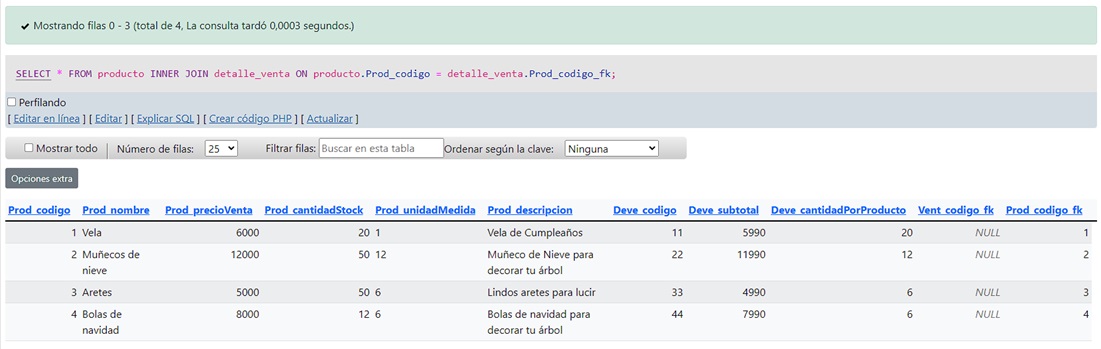 Mostrando filas 0 - 3 (total de 4, La consulta tardó 0,0003 segundos.)
SELECT * FROM producto INNER JOIN detalle_venta ON producto.Prod_codigo = detalle_venta.Prod_codigo_fk;
Perfilando
[ Editar en línea ] [ Editar ] [ Explicar SQL ] [ Crear código PHP ] [ Actualizar ]
Mostrar todo Número de filas: 25 Filtrar filas: Buscar en esta tabla Ordenar según la clave: Ninguna
Opciones extra
Prod_codigo Prod_nombre Prod_precioVenta Prod_cantidadStock Prod_unidadMedida Prod_descripcion Deve_codigo Deve_subtotal Deve_cantidadPorProducto Vent_codigo_fk Prod_codigo_fk
1 Vela 6000 20 1 Vela de Cumpleaños 11 5990 20 NULL 1
2 Muñecos de 12000 50 12 Muñeco de Nieve para 22 11990 12 NULL 2
nieve decorar tu árbol
3 Aretes 5000 50 6 Lindos aretes para lucir 33 4990 6 NULL 3
4 Bolas de 8000 12 6 Bolas de navidad para 44 7990 6 NULL 4
navidad decorar tu árbol